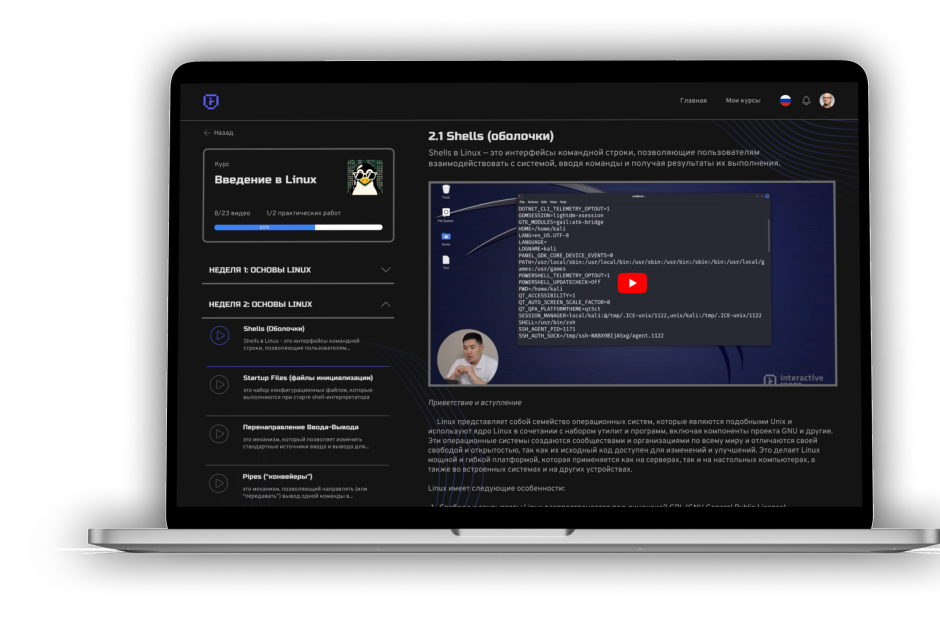 Главная
Мои курсы
Назад
Курс
Введение в Linux
8/23 видео
1/2 практических работ
60%
НЕДЕЛЯ 1: ОСНОВЫ LINUX
НЕДЕЛЯ 2: ОСНОВЫ LINUX
Shells (Оболочки)
Shells в Linux - это интерфейсы командной
строки, позволяющие пользователям...
Startup Files (файлы инициализации)
это набор конфигурационных файлов, которые
выполняются при старте shell-интерпретатора
Перенаправление Ввода-Вывода
это механизм, который позволяет изменить
стандартные источники ввода и вывода для...
Pipes ("конвейеры")
это механизм, позволяющий направлять (или
"передавать") вывод одной команды в...
2.1 Shells (оболочки)
Shells в Linux – это интерфейсы командной строки, позволяющие пользователям
взаимодействовать с системой, вводя команды и получая результаты их выполнения.
Trash
File System
Home
File Actions Edit View Help
DOTNET_CLI_TELEMETRY_OPTOUT=1
GDMSESSION=lightdm-xsession
GTK_MODULES=gail:atk-bridge
HOME=/home/kali
LANG=en_US.UTF-8
LANGUAGE=
LOGNAME=kali
PANEL_GDK_CORE_DEVICE_EVENTS=0
PATH=/usr/local/sbin:/usr/local/bin:/usr/sbin:/usr/bin:/sbin:/bin:/usr/local/g
ames:/usr/games
POWERSHELL_TELEMETRY_OPTOUT=1
POWERSHELL_UPDATECHECK=Off
PWD=/home/kali
QT_ACCESSIBILITY=1
QT_AUTO_SCREEN_SCALE_FACTOR=0
QT_QPA_PLATFORMTHEME=qt5ct
SESSION_MANAGER=local/kali:@/tmp/.ICE-unix/1122,unix/kali:/tmp/.ICE-unix/1122
SHELL=/usr/bin/zsh
SSH_AGENT_PID=1171
interactive
Приветствие и вступление
Linux представляет собой семейство операционных систем, которые являются подобными Unix и
используют ядро Linux в сочетании с набором утилит и программ, включая компоненты проекта GNU и другие.
Эти операционные системы создаются сообществами и организациями по всему миру и отличаются своей
свободой и открытостью, так как их исходный код доступен для изменений и улучшений. Это делает Linux
мощной и гибкой платформой, которая применяется как на серверах, так и на настольных компьютерах, а
также во встроенных системах и на других устройствах.
Linux имеет следующие особенности: